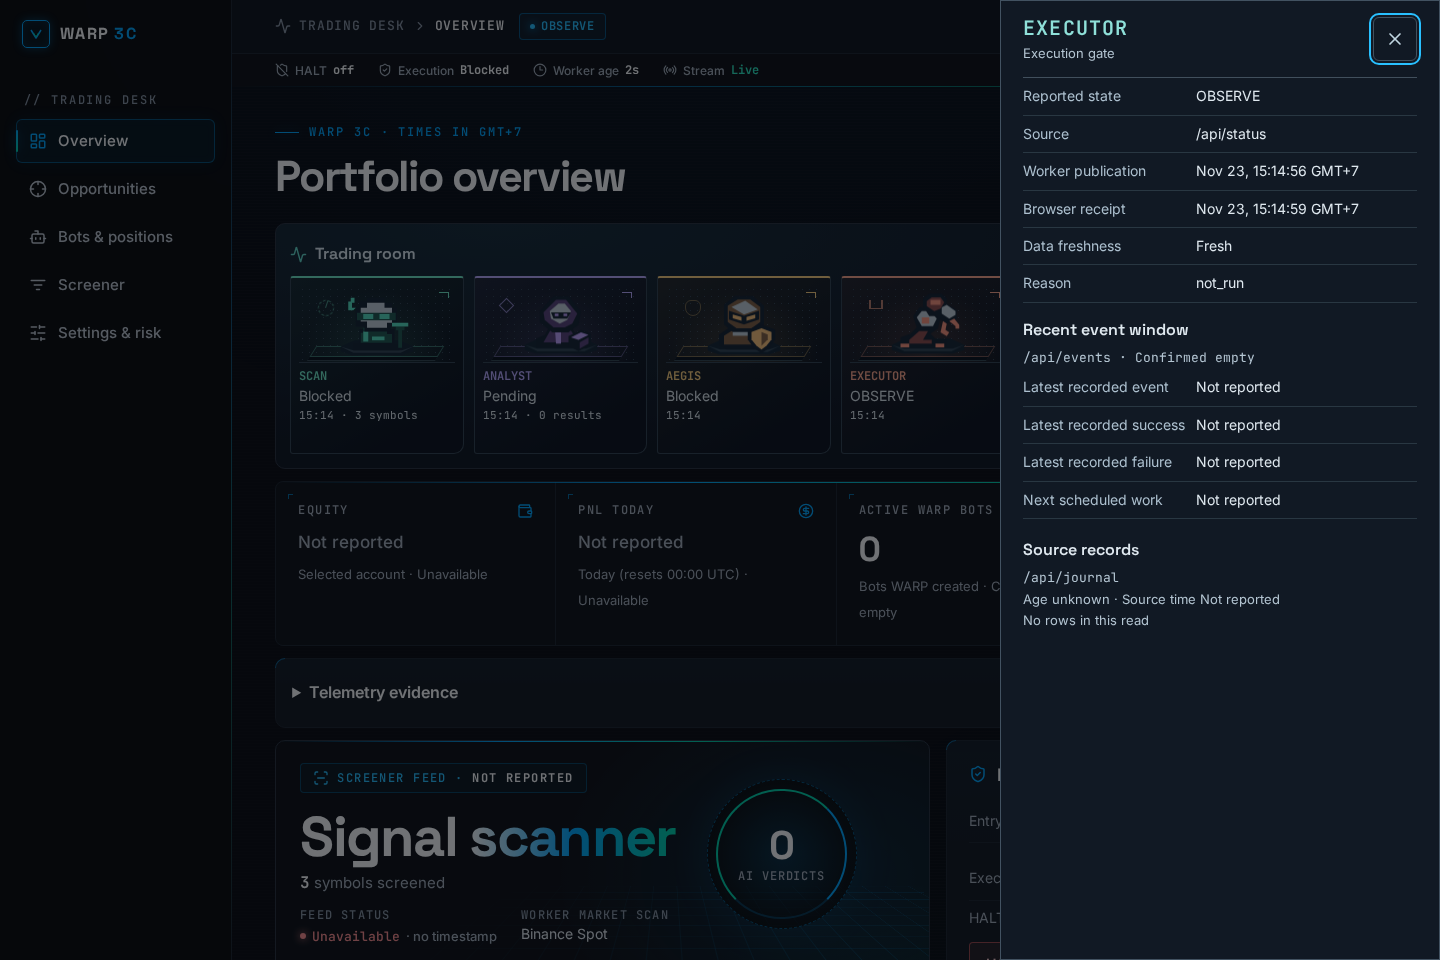 WARP 3C
// TRADING DESK
Overview
Opportunities
Bots & positions
Screener
Settings & risk
TRADING DESK > OVERVIEW
OBSERVE
HALT off
Execution Blocked
Worker age 2s
Stream Live
WARP 3C · TIMES IN GMT+7
Portfolio overview
Trading room
SCAN
Blocked
15:14 · 3 symbols
ANALYST
Pending
15:14 · 0 results
AEGIS
Blocked
15:14
EXECUTOR
OBSERVE
15:14
EQUITY
Not reported
Selected account · Unavailable
PNL TODAY
Not reported
Today (resets 00:00 UTC) ·
Unavailable
ACTIVE WARP BOTS
0
Bots WARP created · C
empty
Telemetry evidence
SCREENER FEED · NOT REPORTED
Signal scanner
3 symbols screened
FEED STATUS
Unavailable · no timestamp
WORKER MARKET SCAN
Binance Spot
0
AI VERDICTS
Entry
Exec
HALT
EXECUTOR
Execution gate
Reported state OBSERVE
Source /api/status
Worker publication Nov 23, 15:14:56 GMT+7
Browser receipt Nov 23, 15:14:59 GMT+7
Data freshness Fresh
Reason not_run
Recent event window
/api/events · Confirmed empty
Latest recorded event Not reported
Latest recorded success Not reported
Latest recorded failure Not reported
Next scheduled work Not reported
Source records
/api/journal
Age unknown · Source time Not reported
No rows in this read